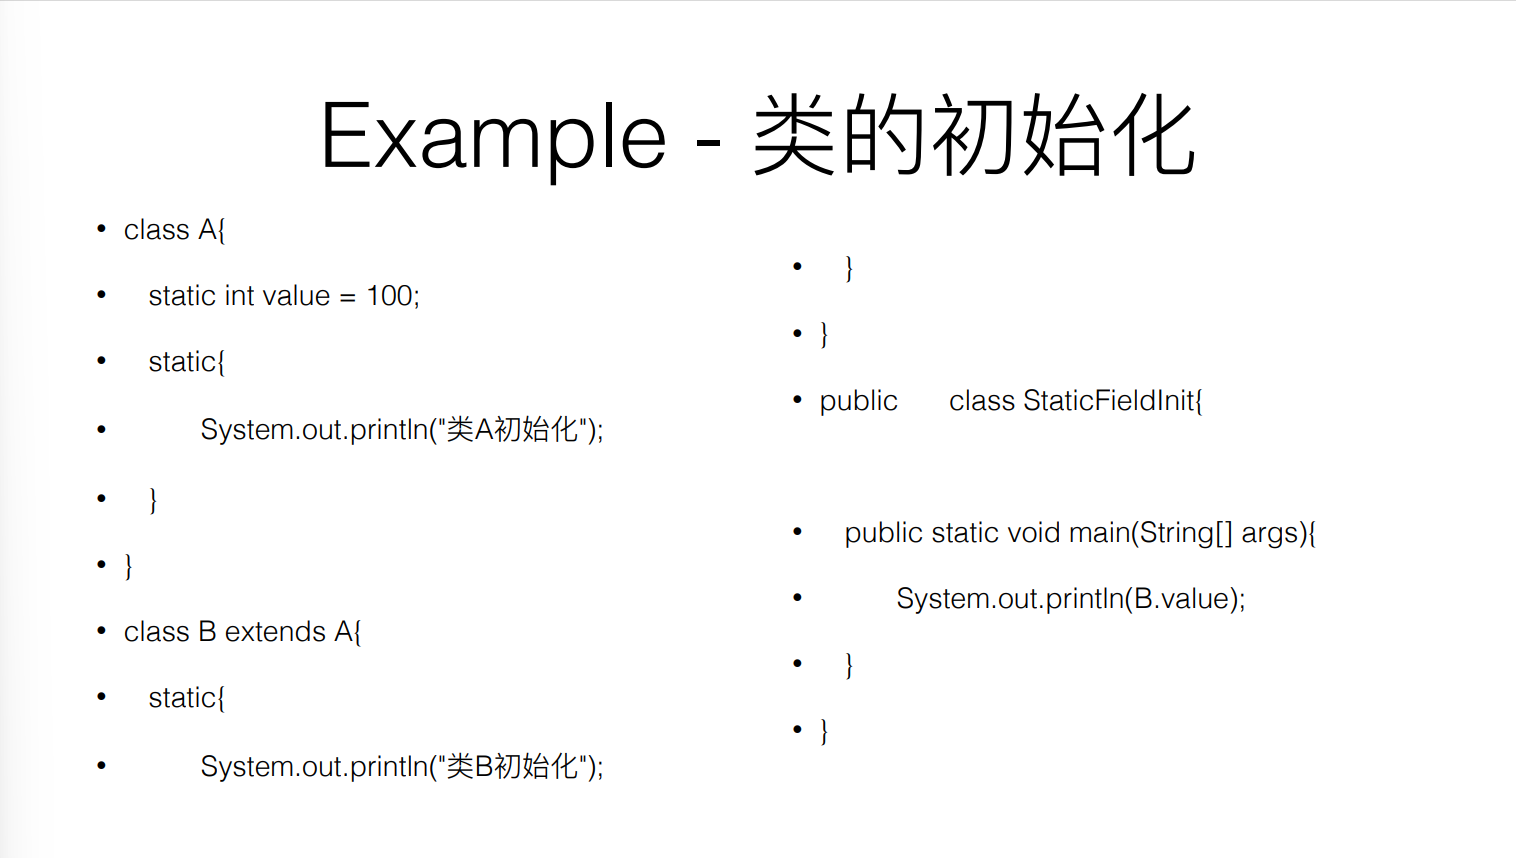 Example - 类的初始化
• class A{
•    static int value = 100;
•    static{
•        System.out.println("类A初始化");
•    }
• }
• class B extends A{
•    static{
•        System.out.println("类B初始化");
•    }
• }
• public    class StaticFieldInit{
•    public static void main(String[] args){
•        System.out.println(B.value);
•    }
• }